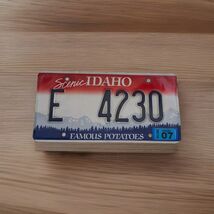 Scenic IDAHO
E 4230
07
FAMOUS POTATOES